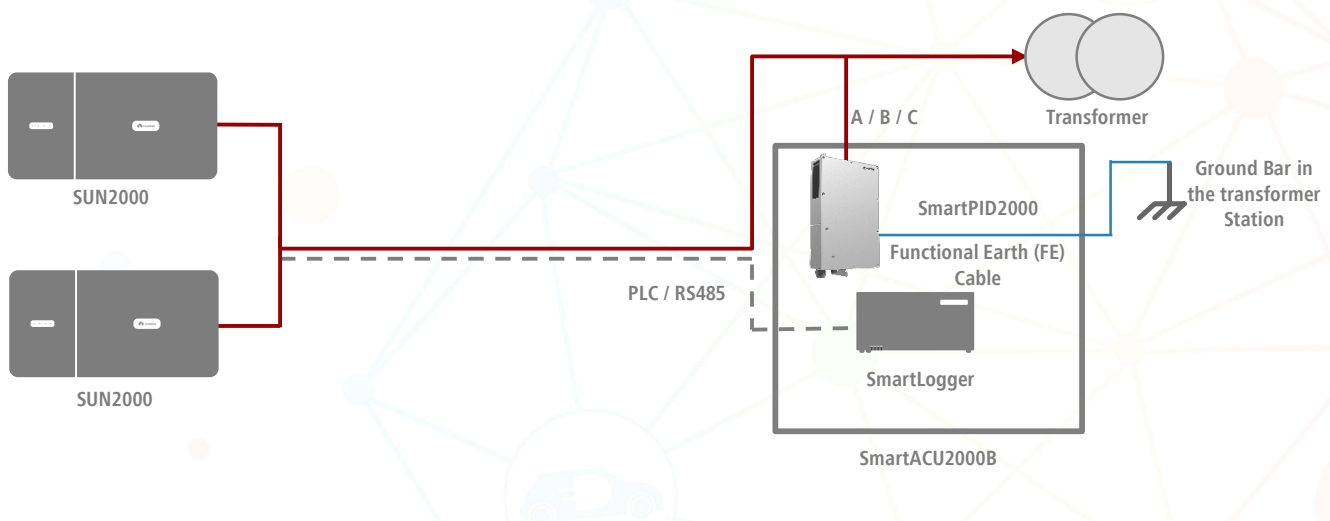 A / B / C
Transformer
SUN2000
SmartPID2000
Ground Bar in
the transformer
Station
Functional Earth (FE)
Cable
PLC / RS485
SmartLogger
SUN2000
SmartACU2000B